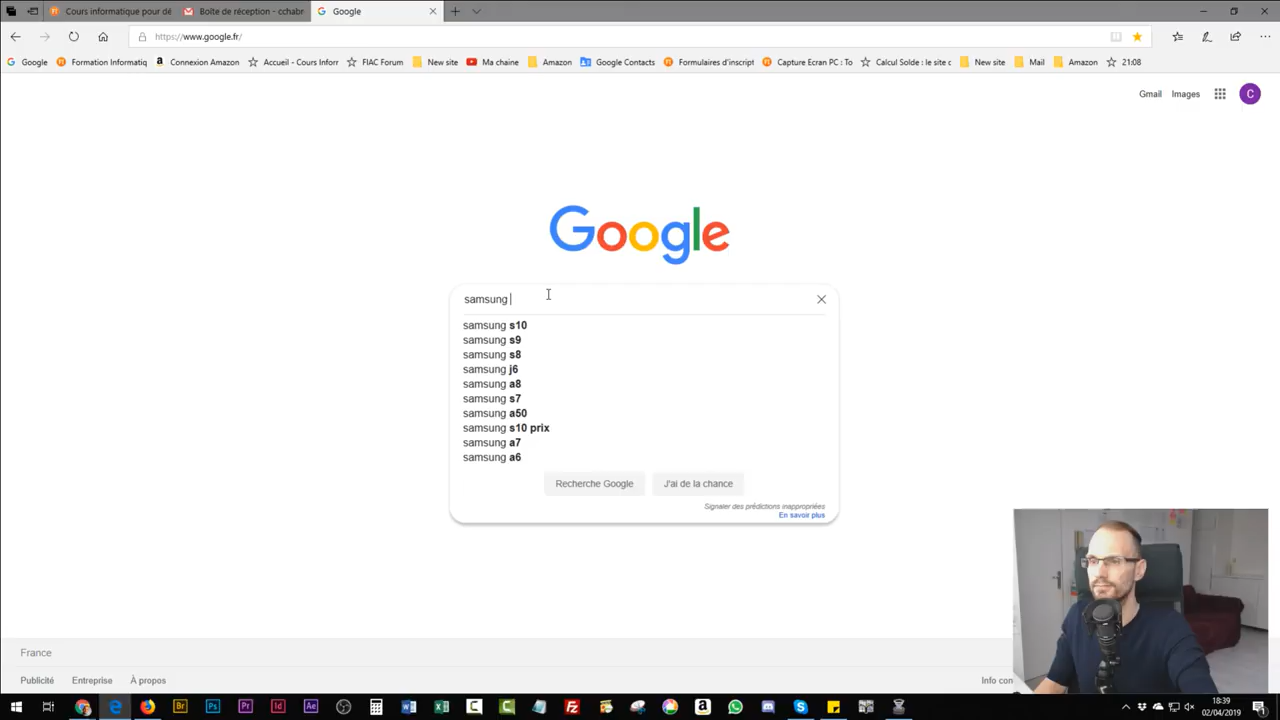 Cours informatique pour dé
Boîte de réception - cchabr
Google
https://www.google.fr/
Google
Formation Informatiq
Connexion Amazon
Accueil - Cours Inforr
FIAC Forum
New site
Ma chaine
Amazon
Google Contacts
Formulaires d'inscript
Capture Ecran PC : To
Calcul Solde : le site c
New site
Mail
Amazon
21:08
Gmail
Images
C
Google
samsung
samsung s10
samsung s9
samsung s8
samsung j6
samsung a8
samsung s7
samsung a50
samsung s10 prix
samsung a7
samsung a6
Recherche Google
J'ai de la chance
Signaler des prédictions inappropriées
En savoir plus
France
Publicité
Entreprise
À propos
Info con
Br
Ps
Pr
Id
Ae
18:39
02/04/2019